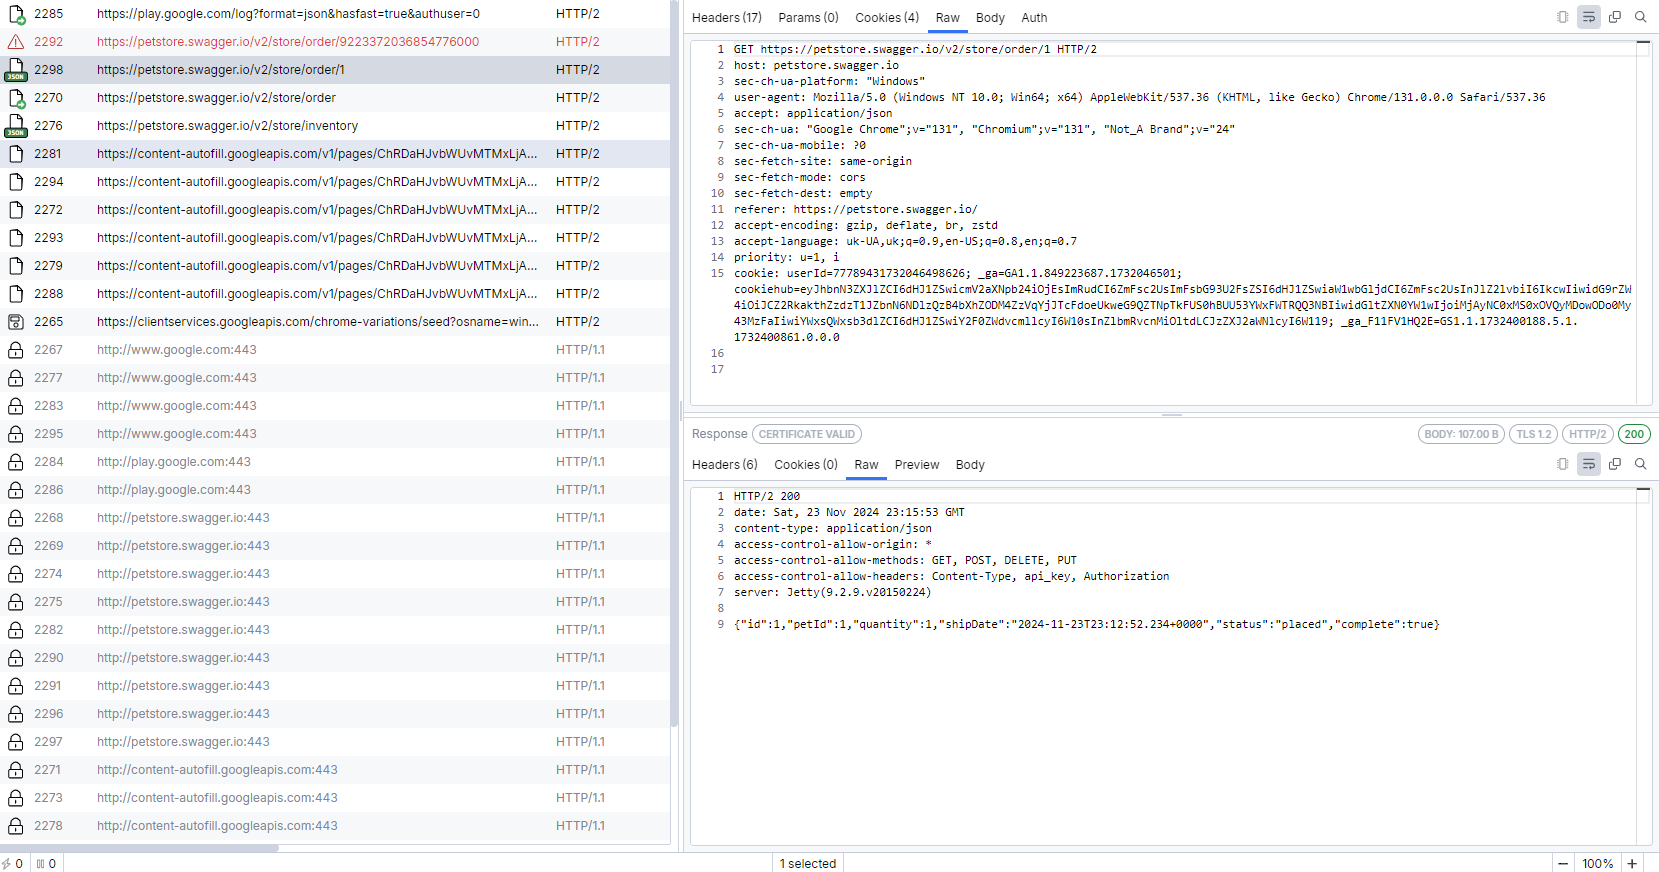 2285 https://play.google.com/log?format=json&hasfast=true&authuser=0 HTTP/2
2292 https://petstore.swagger.io/v2/store/order/9223372036854776000 HTTP/2
JSON 2298 https://petstore.swagger.io/v2/store/order/1 HTTP/2
2270 https://petstore.swagger.io/v2/store/order HTTP/2
JSON 2276 https://petstore.swagger.io/v2/store/inventory HTTP/2
2281 https://content-autofill.googleapis.com/v1/pages/ChRDaHJvbWUvMTMxLjA... HTTP/2
2294 https://content-autofill.googleapis.com/v1/pages/ChRDaHJvbWUvMTMxLjA... HTTP/2
2272 https://content-autofill.googleapis.com/v1/pages/ChRDaHJvbWUvMTMxLjA... HTTP/2
2293 https://content-autofill.googleapis.com/v1/pages/ChRDaHJvbWUvMTMxLjA... HTTP/2
2279 https://content-autofill.googleapis.com/v1/pages/ChRDaHJvbWUvMTMxLjA... HTTP/2
2288 https://content-autofill.googleapis.com/v1/pages/ChRDaHJvbWUvMTMxLjA... HTTP/2
2265 https://clientservices.googleapis.com/chrome-variations/seed?osname=win... HTTP/2
2267 http://www.google.com:443 HTTP/1.1
2277 http://www.google.com:443 HTTP/1.1
2283 http://www.google.com:443 HTTP/1.1
2295 http://www.google.com:443 HTTP/1.1
2284 http://play.google.com:443 HTTP/1.1
2286 http://play.google.com:443 HTTP/1.1
2268 http://petstore.swagger.io:443 HTTP/1.1
2269 http://petstore.swagger.io:443 HTTP/1.1
2274 http://petstore.swagger.io:443 HTTP/1.1
2275 http://petstore.swagger.io:443 HTTP/1.1
2282 http://petstore.swagger.io:443 HTTP/1.1
2290 http://petstore.swagger.io:443 HTTP/1.1
2291 http://petstore.swagger.io:443 HTTP/1.1
2296 http://petstore.swagger.io:443 HTTP/1.1
2297 http://petstore.swagger.io:443 HTTP/1.1
2271 http://content-autofill.googleapis.com:443 HTTP/1.1
2273 http://content-autofill.googleapis.com:443 HTTP/1.1
2278 http://content-autofill.googleapis.com:443 HTTP/1.1
Headers (17) Params (0) Cookies (4) Raw Body Auth
1 GET https://petstore.swagger.io/v2/store/order/1 HTTP/2
2 host: petstore.swagger.io
3 sec-ch-ua-platform: "Windows"
4 user-agent: Mozilla/5.0 (Windows NT 10.0; Win64; x64) AppleWebKit/537.36 (KHTML, like Gecko) Chrome/131.0.0.0 Safari/537.36
5 accept: application/json
6 sec-ch-ua: "Google Chrome";v="131", "Chromium";v="131", "Not_A Brand";v="24"
7 sec-ch-ua-mobile: ?0
8 sec-fetch-site: same-origin
9 sec-fetch-mode: cors
10 sec-fetch-dest: empty
11 referer: https://petstore.swagger.io/
12 accept-encoding: gzip, deflate, br, zstd
13 accept-language: uk-UA,uk;q=0.9,en-US;q=0.8,en;q=0.7
14 priority: u=1, i
15 cookie: userId=77789431732046498626; _ga=GA1.1.849223687.1732046501;
1732400861.0.0.0
16
17
Response CERTIFICATE VALID BODY: 107.00 B TLS 1.2 HTTP/2 200
Headers (6) Cookies (0) Raw Preview Body
1 HTTP/2 200
2 date: Sat, 23 Nov 2024 23:15:53 GMT
3 content-type: application/json
4 access-control-allow-origin: *
5 access-control-allow-methods: GET, POST, DELETE, PUT
6 access-control-allow-headers: Content-Type, api_key, Authorization
7 server: Jetty(9.2.9.v20150224)
8
9 {"id":1,"petId":1,"quantity":1,"shipDate":"2024-11-23T23:12:52.234+0000","status":"placed","complete":true}
0 0 1 selected 100%